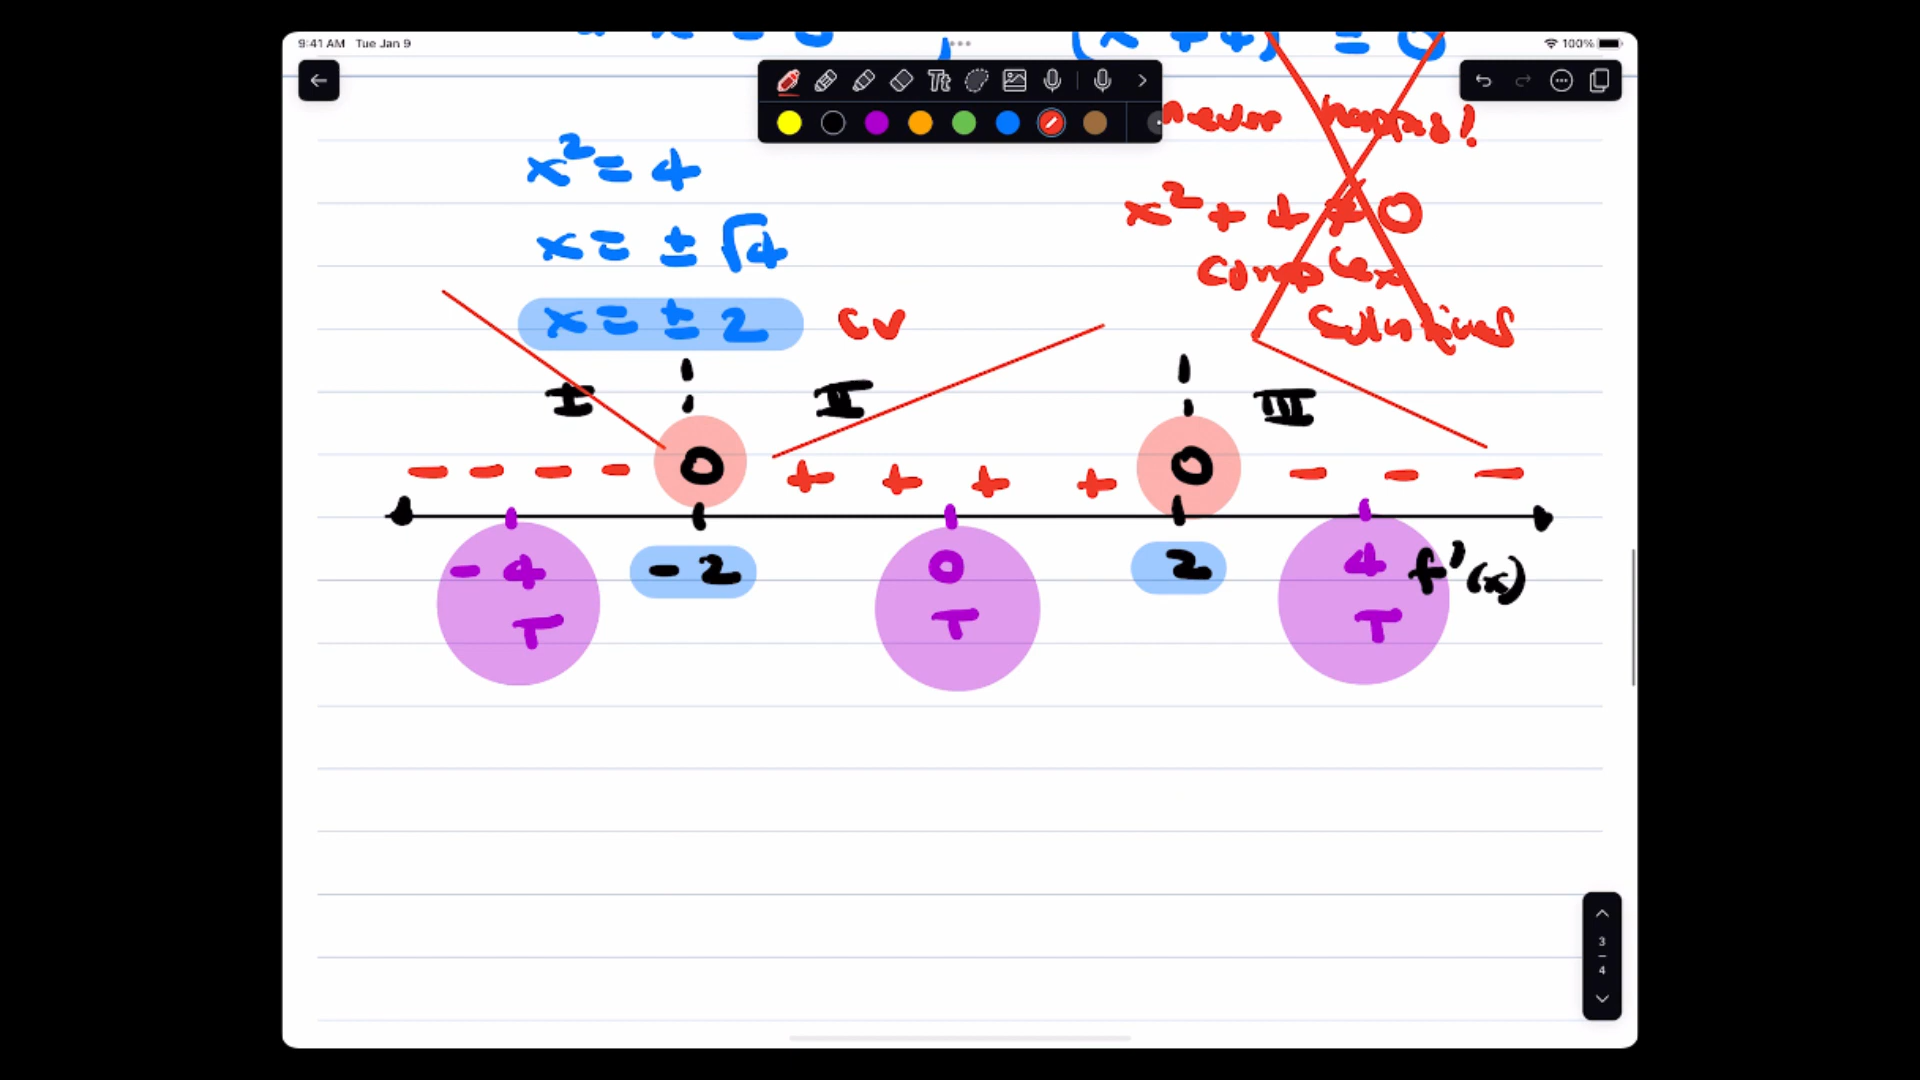 9:41 AM Tue Jan 9
100%
Tt
never happens!
x² = 4
x² + 4 ≠ 0
x = ± √4
complex
solutions
x = ± 2 cv
I II III
- - - - 0 + + + + 0 - - -
- 4 - 2 0 2 4 f'(x)
T T T
3
4